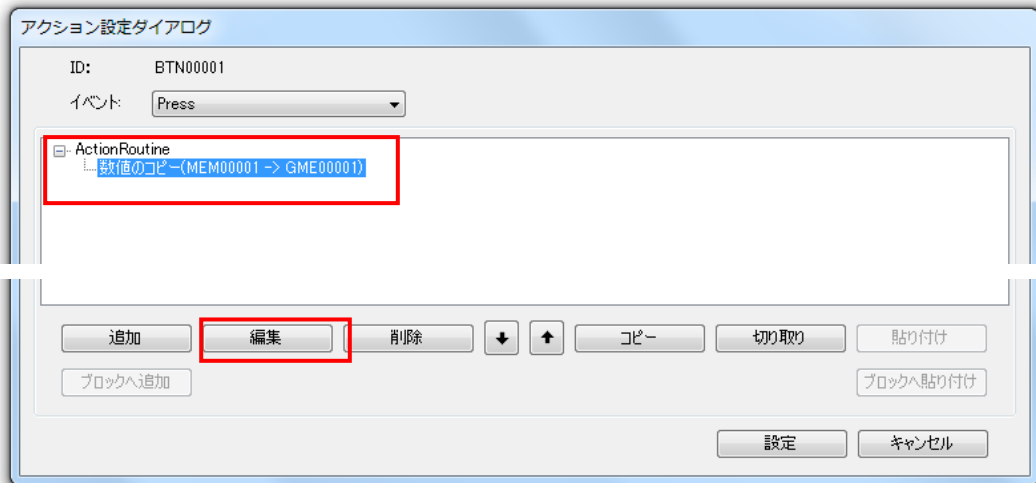 アクション設定ダイアログ
ID: BTN00001
イベント: Press
ActionRoutine
数値のコピー(MEM00001 -> GME00001)
追加 編集 削除 コピー 切り取り 貼り付け
ブロックへ追加 ブロックへ貼り付け
設定 キャンセル